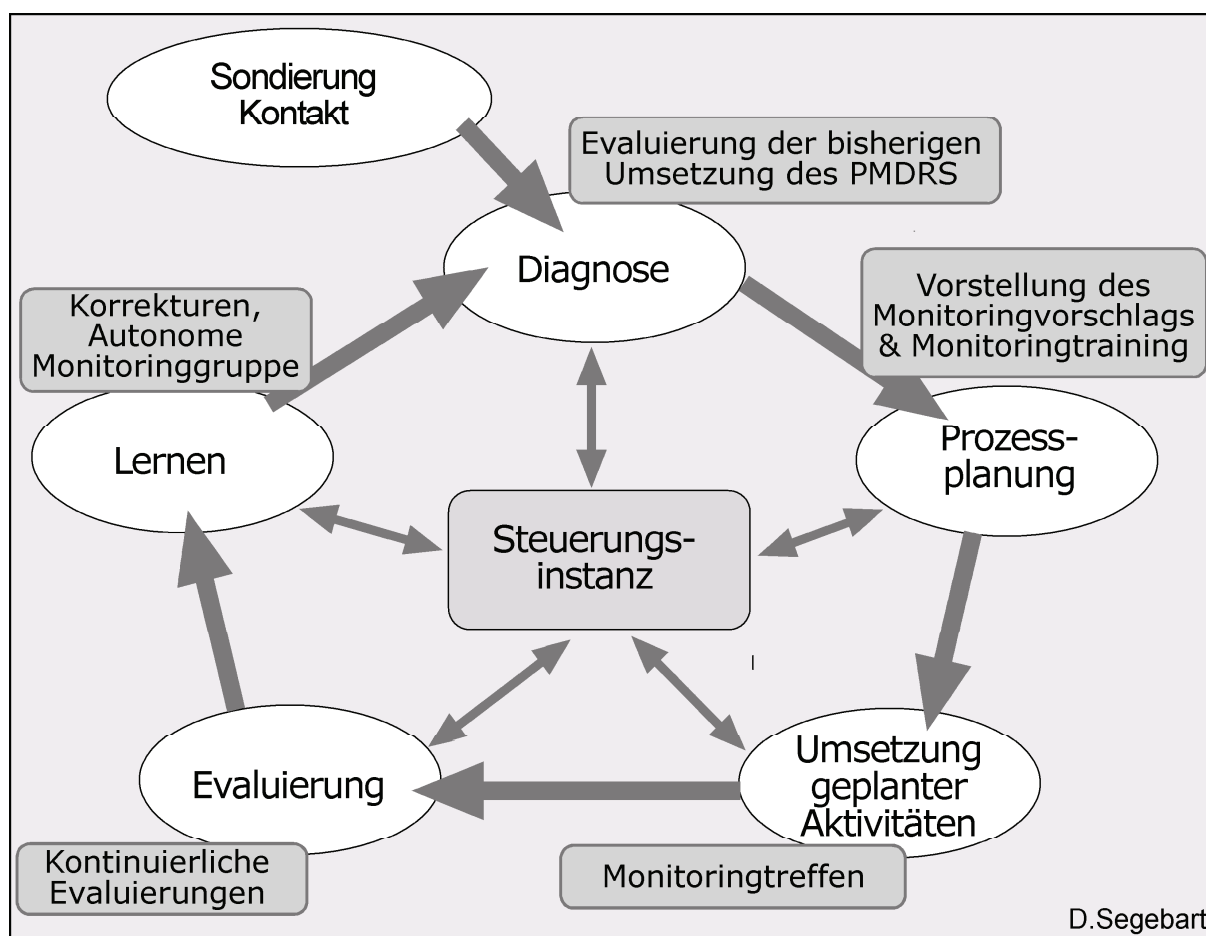 Sondierung
Kontakt
Evaluierung der bisherigen
Umsetzung des PMDRS
Diagnose
Vorstellung des
Monitoringvorschlags
& Monitoringtraining
Korrekturen,
Autonome
Monitoringgruppe
Prozess-
planung
Lernen
Steuerungs-
instanz
Umsetzung
geplanter
Aktivitäten
Evaluierung
Kontinuierliche
Evaluierungen
Monitoringtreffen
D.Segebart